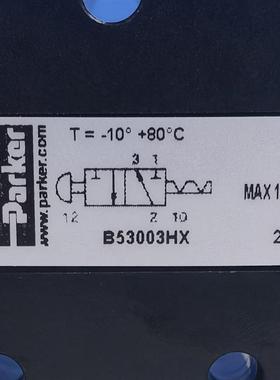 Parker
www.parker.com
T = -10° +80°C
3 1
12 2 10
MAX 1
B53003HX
2